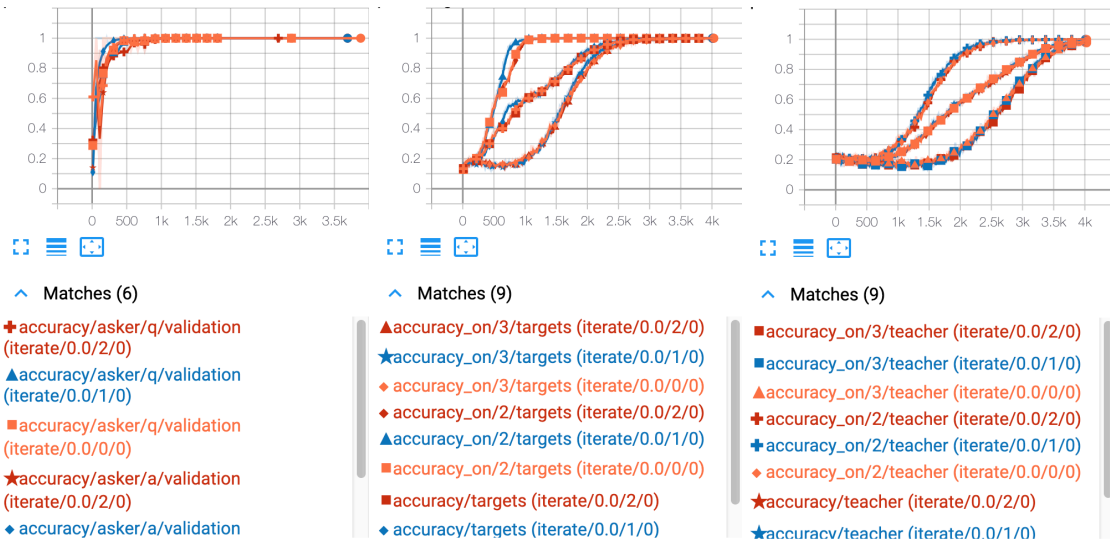 1
0.8
0.6
0.4
0.2
0
0 500 1k 1.5k 2k 2.5k 3k 3.5k
1
0.8
0.6
0.4
0.2
0
0 500 1k 1.5k 2k 2.5k 3k 3.5k 4k
1
0.8
0.6
0.4
0.2
0
0 500 1k 1.5k 2k 2.5k 3k 3.5k 4k
Matches (6)
accuracy/asker/q/validation
(iterate/0.0/2/0)
accuracy/asker/q/validation
(iterate/0.0/1/0)
accuracy/asker/q/validation
(iterate/0.0/0/0)
accuracy/asker/a/validation
(iterate/0.0/2/0)
accuracy/asker/a/validation
Matches (9)
accuracy_on/3/targets (iterate/0.0/2/0)
accuracy_on/3/targets (iterate/0.0/1/0)
accuracy_on/3/targets (iterate/0.0/0/0)
accuracy_on/2/targets (iterate/0.0/2/0)
accuracy_on/2/targets (iterate/0.0/1/0)
accuracy_on/2/targets (iterate/0.0/0/0)
accuracy/targets (iterate/0.0/2/0)
accuracy/targets (iterate/0.0/1/0)
Matches (9)
accuracy_on/3/teacher (iterate/0.0/2/0)
accuracy_on/3/teacher (iterate/0.0/1/0)
accuracy_on/3/teacher (iterate/0.0/0/0)
accuracy_on/2/teacher (iterate/0.0/2/0)
accuracy_on/2/teacher (iterate/0.0/1/0)
accuracy_on/2/teacher (iterate/0.0/0/0)
accuracy/teacher (iterate/0.0/2/0)
accuracy/teacher (iterate/0.0/1/0)